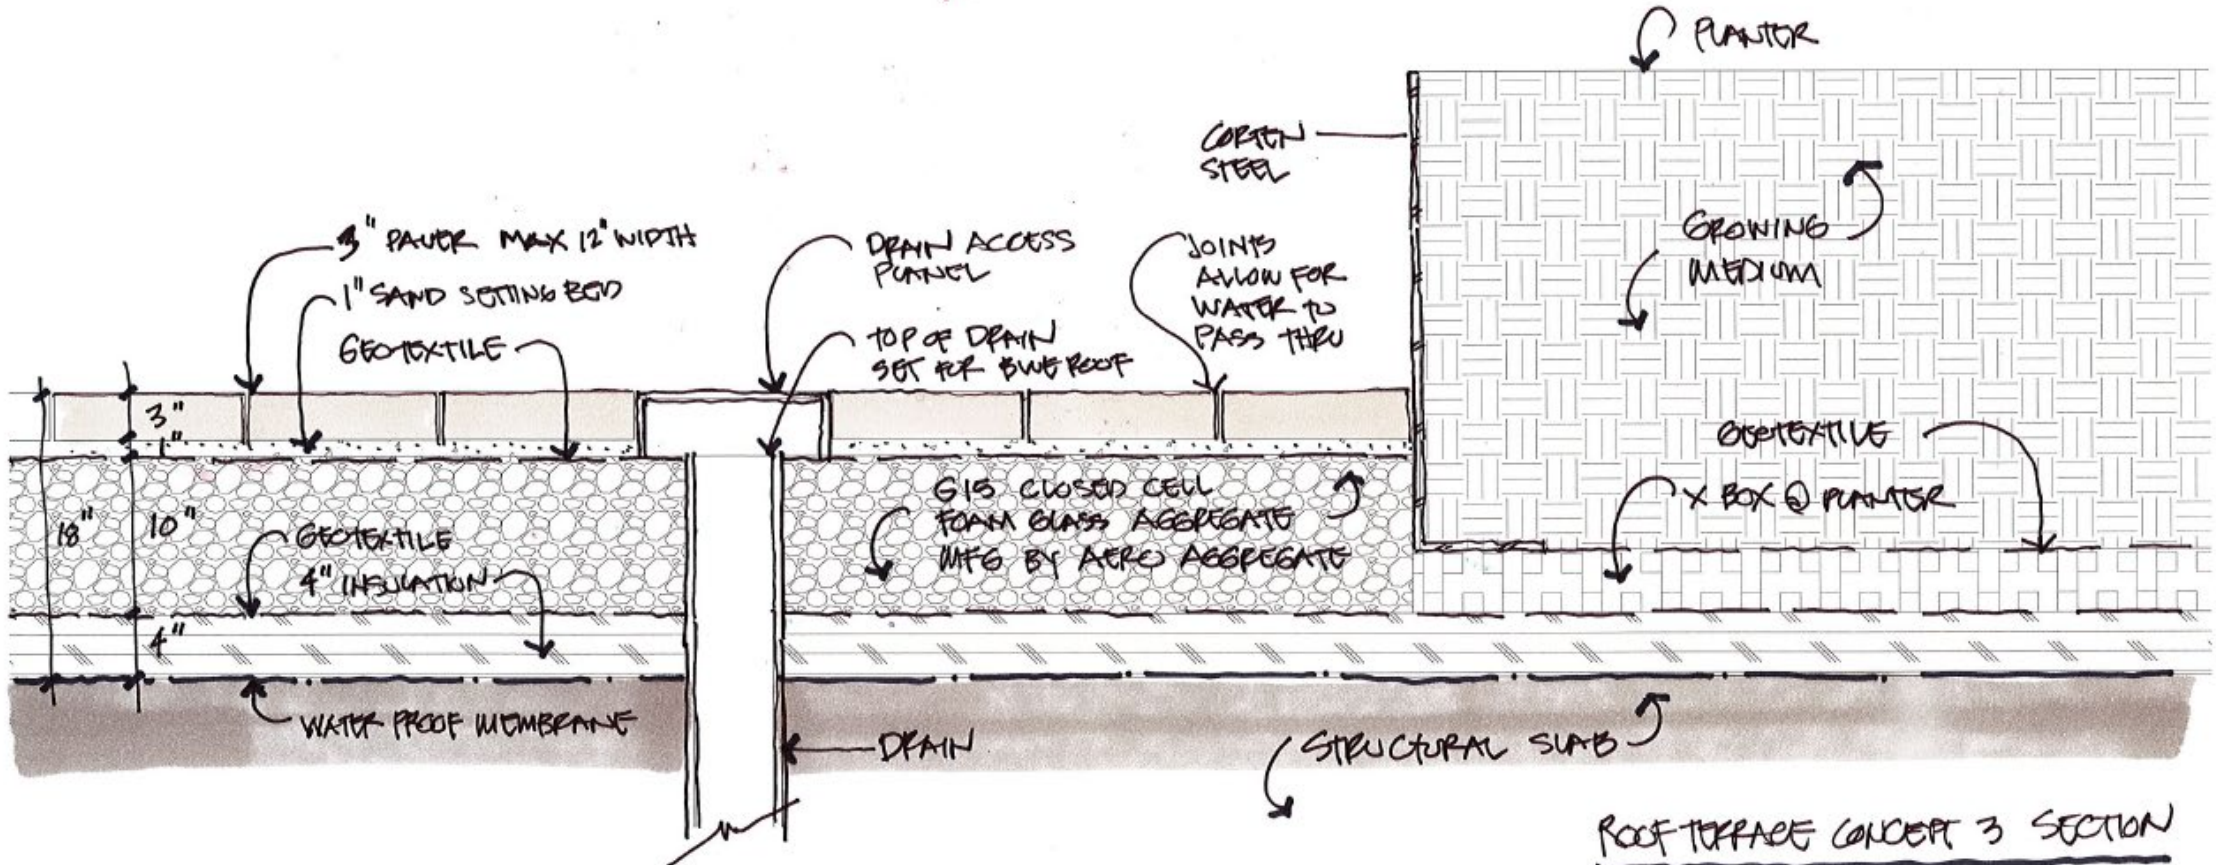 PLANTER
CORTEN
STEEL
GROWING
MEDIUM
3" PAVER MAX 12" WIDTH
1" SAND SETTING BED
GEOTEXTILE
DRAIN ACCESS
PANEL
TOP OF DRAIN
SET FOR BLUE ROOF
JOINTS
ALLOW FOR
WATER TO
PASS THRU
GEOTEXTILE
X BOX @ PLANTER
3"
1"
18"
10"
4"
GEOTEXTILE
4" INSULATION
G15 CLOSED CELL
FOAM GLASS AGGREGATE
MFG BY AERO AGGREGATE
WATER PROOF MEMBRANE
DRAIN
STRUCTURAL SLAB
ROOF TERRACE CONCEPT 3 SECTION